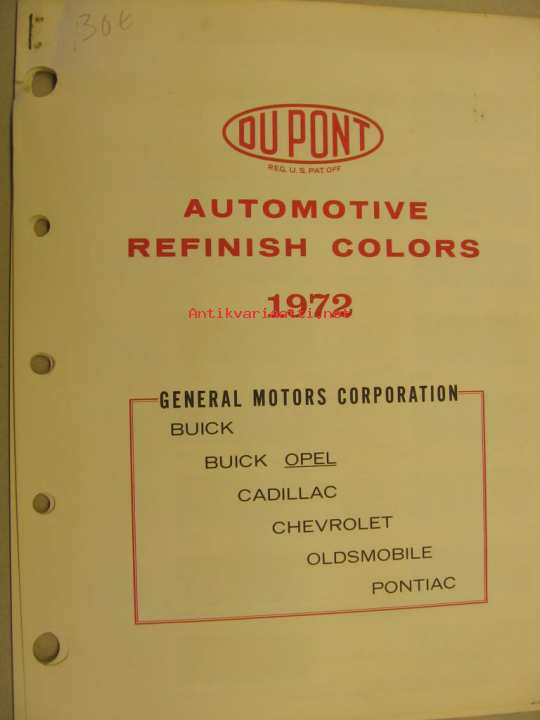 30€
DU PONT
REG. U. S. PAT. OFF
AUTOMOTIVE
REFINISH COLORS
1972
Antikvariaatti.net
GENERAL MOTORS CORPORATION
BUICK
BUICK OPEL
CADILLAC
CHEVROLET
OLDSMOBILE
PONTIAC